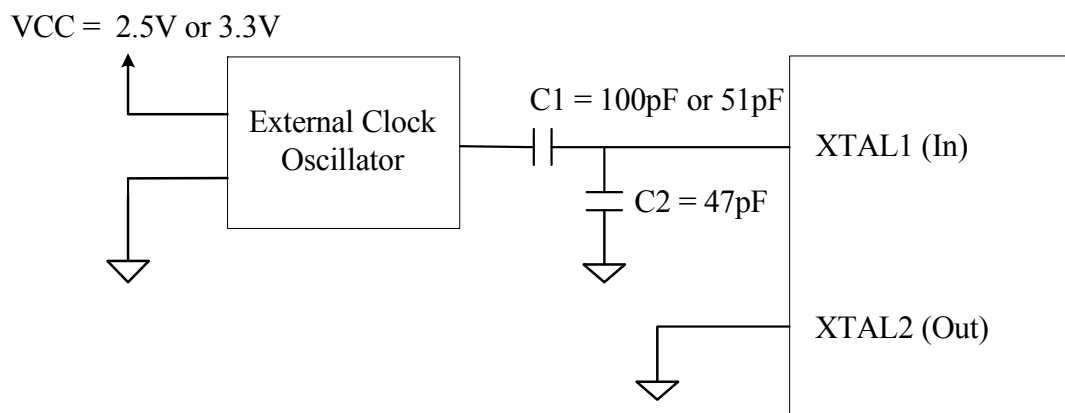 VCC = 2.5V or 3.3V
External Clock
Oscillator
C1 = 100pF or 51pF
C2 = 47pF
XTAL1 (In)
XTAL2 (Out)